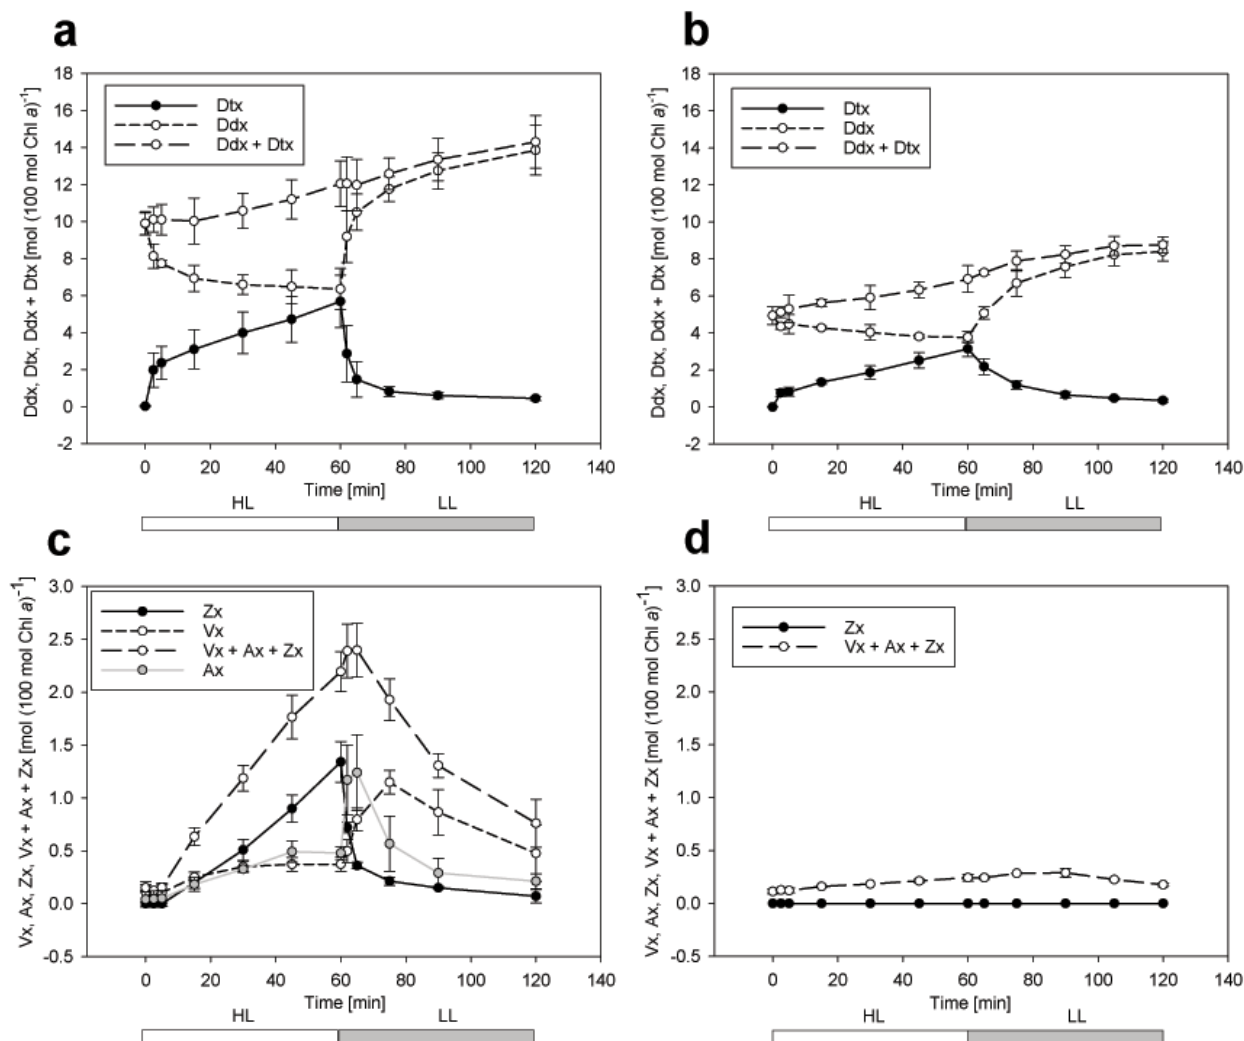 a
Ddx, Dtx, Ddx + Dtx [mol (100 mol Chl a)⁻¹]
18
16
14
12
10
8
6
4
2
0
-2
Dtx
Ddx
Ddx + Dtx
0 20 40 60 80 100 120 140
Time [min]
HL LL
b
Ddx, Dtx, Ddx + Dtx [mol (100 mol Chl a)⁻¹]
18
16
14
12
10
8
6
4
2
0
-2
Dtx
Ddx
Ddx + Dtx
0 20 40 60 80 100 120 140
Time [min]
HL LL
c
Vx, Ax, Zx, Vx + Ax + Zx [mol (100 mol Chl a)⁻¹]
3.0
2.5
2.0
1.5
1.0
0.5
0.0
-0.5
Zx
Vx
Vx + Ax + Zx
Ax
0 20 40 60 80 100 120 140
Time [min]
HL LL
d
Vx, Ax, Zx, Vx + Ax + Zx [mol (100 mol Chl a)⁻¹]
3.0
2.5
2.0
1.5
1.0
0.5
0.0
-0.5
Zx
Vx + Ax + Zx
0 20 40 60 80 100 120 140
Time [min]
HL LL